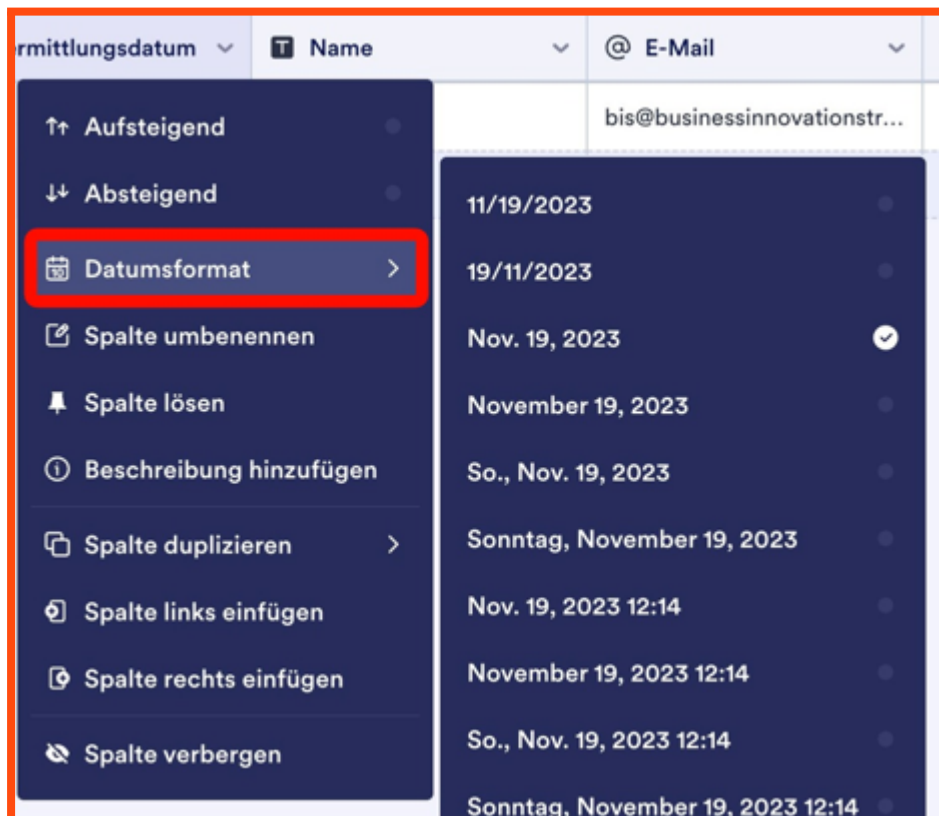 rmittlungsdatum
Name
@ E-Mail
bis@businessinnovationstr...
Aufsteigend
Absteigend
Datumsformat
Spalte umbenennen
Spalte lösen
Beschreibung hinzufügen
Spalte duplizieren
Spalte links einfügen
Spalte rechts einfügen
Spalte verbergen
11/19/2023
19/11/2023
Nov. 19, 2023
November 19, 2023
So., Nov. 19, 2023
Sonntag, November 19, 2023
Nov. 19, 2023 12:14
November 19, 2023 12:14
So., Nov. 19, 2023 12:14
Sonntag, November 19, 2023 12:14